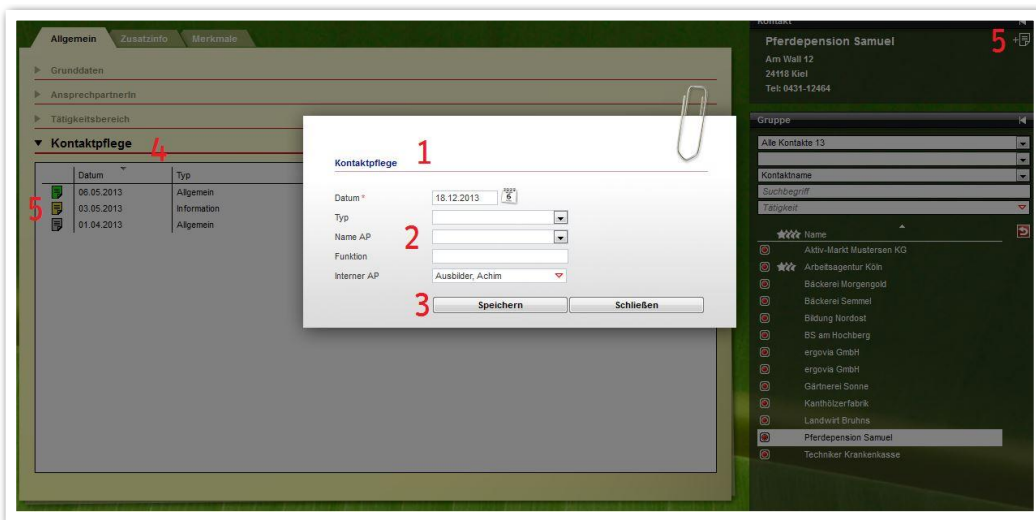 Allgemein Zusatzinfo Merkmale
Grunddaten
AnsprechpartnerIn
Tätigkeitsbereich
Kontaktpflege 4
Datum Typ
06.05.2013 Allgemein
5 03.05.2013 Information
01.04.2013 Allgemein
Kontaktpflege 1
Datum * 18.12.2013 6
Typ
Name AP 2
Funktion
Interner AP Ausbilder, Achim
3 Speichern Schließen
Kontakt
Pferdepension Samuel 5 +
Am Wall 12
24118 Kiel
Tel: 0431-12464
Gruppe
Alle Kontakte 13
Kontaktname
Suchbegriff
Tätigkeit
Name
Aktiv-Markt Mustersen KG
Arbeitsagentur Köln
Bäckerei Morgengold
Bäckerei Semmel
Bildung Nordost
BS am Hochberg
ergovia GmbH
ergovia GmbH
Gärtnerei Sonne
Kanthölzerfabrik
Landwirt Bruhns
Pferdepension Samuel
Techniker Krankenkasse